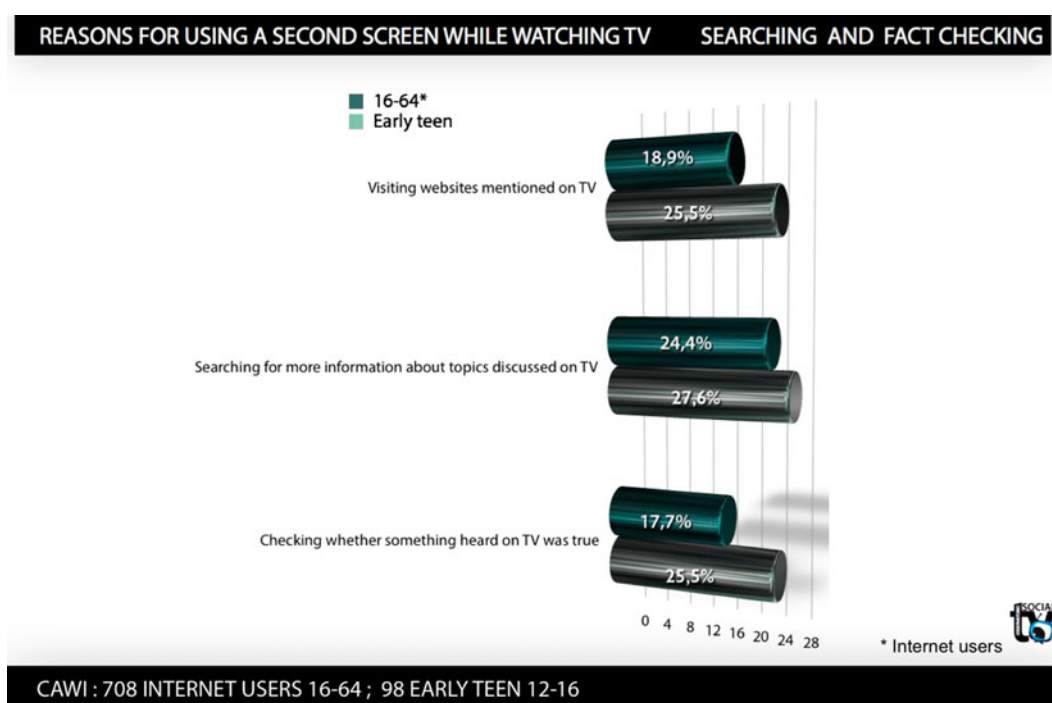 REASONS FOR USING A SECOND SCREEN WHILE WATCHING TV SEARCHING AND FACT CHECKING
16-64*
Early teen
18,9%
Visiting websites mentioned on TV
25,5%
24,4%
Searching for more information about topics discussed on TV
27,6%
17,7%
Checking whether something heard on TV was true
25,5%
0 4 8 12 16 20 24 28
SOCIAL
tv
* Internet users
CAWI : 708 INTERNET USERS 16-64 ; 98 EARLY TEEN 12-16